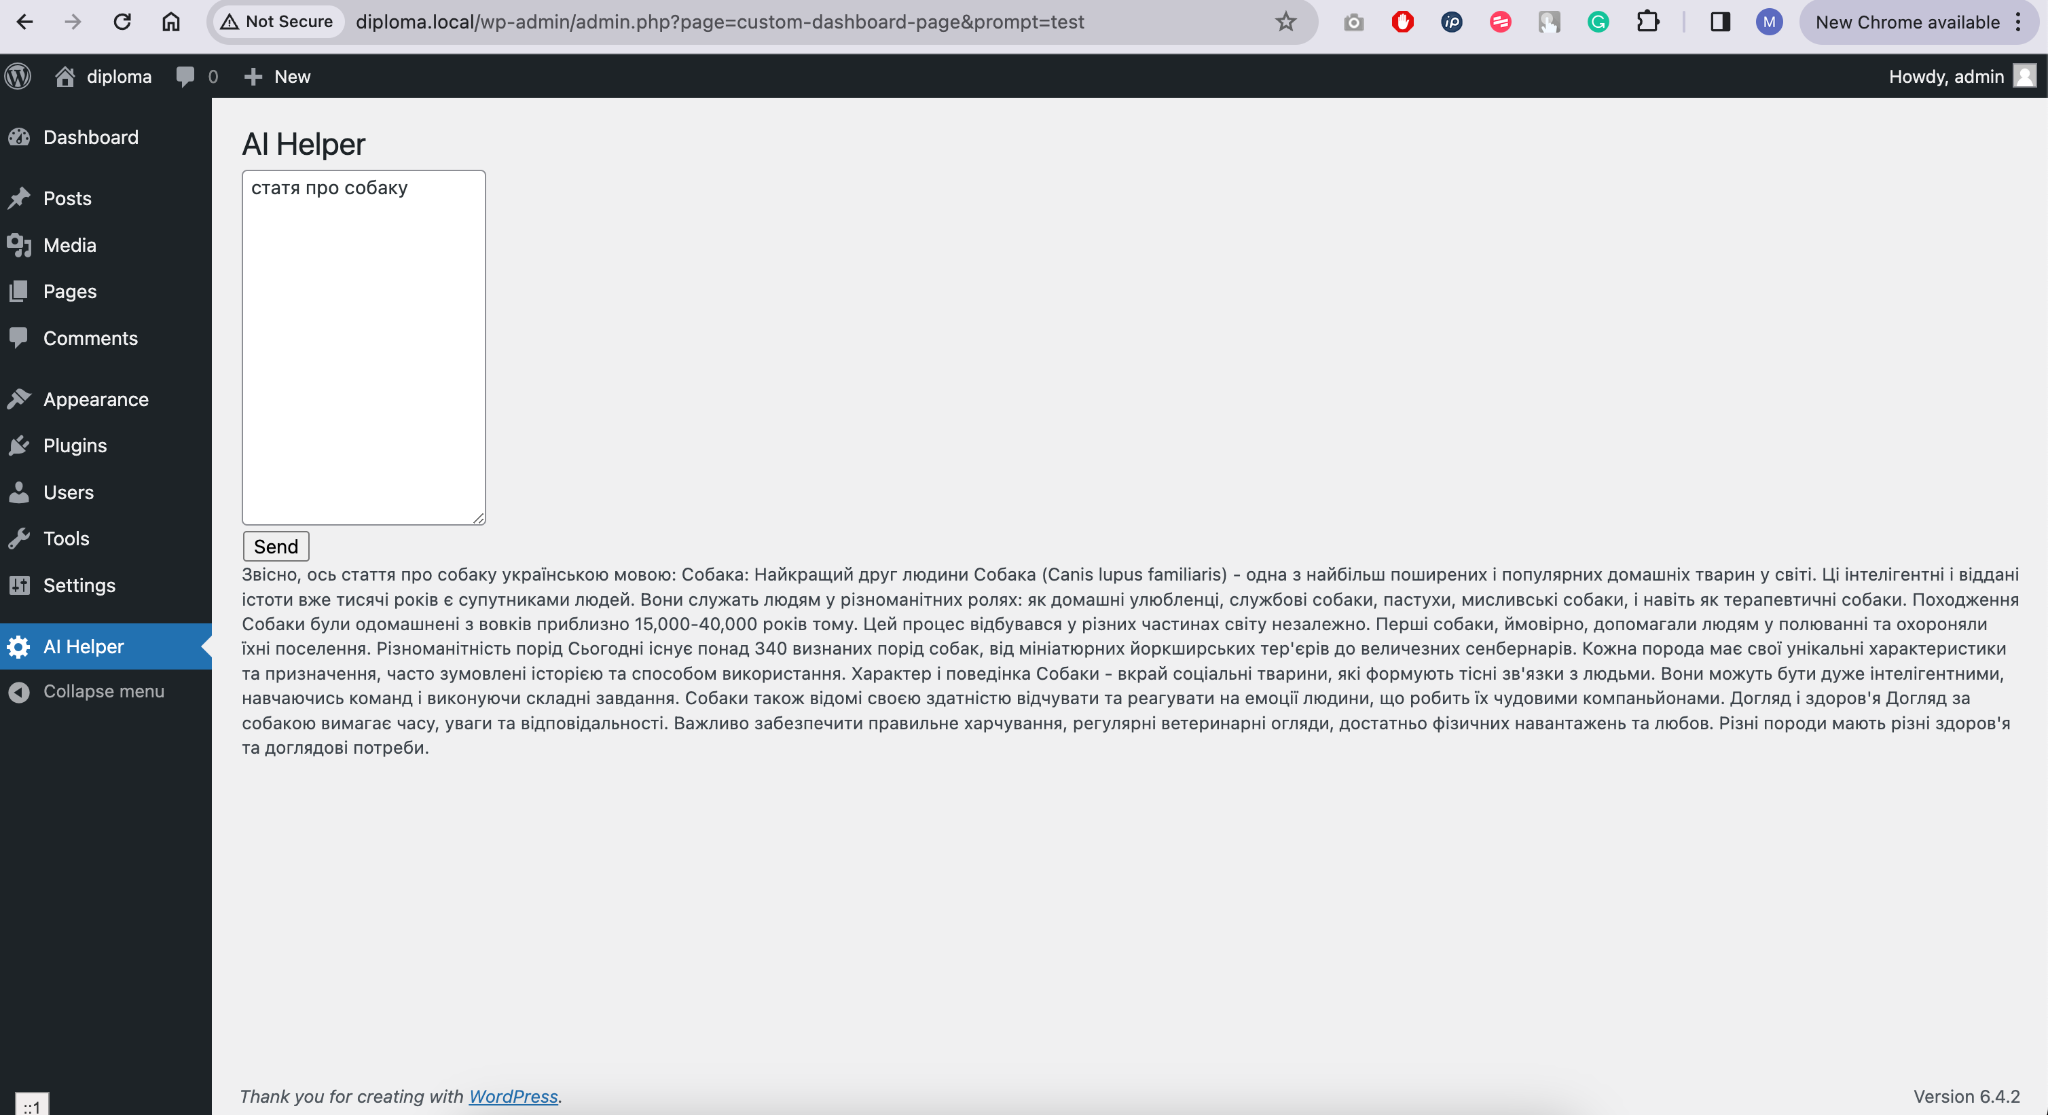 Not Secure
diploma.local/wp-admin/admin.php?page=custom-dashboard-page&prompt=test
M
New Chrome available
diploma
0
New
Howdy, admin
Dashboard
Posts
Media
Pages
Comments
Appearance
Plugins
Users
Tools
Settings
AI Helper
Collapse menu
AI Helper
статя про собаку
Send
Звісно, ось стаття про собаку українською мовою: Собака: Найкращий друг людини Собака (Canis lupus familiaris) - одна з найбільш поширених і популярних домашніх тварин у світі. Ці інтелігентні і віддані
істоти вже тисячі років є супутниками людей. Вони служать людям у різноманітних ролях: як домашні улюбленці, службові собаки, пастухи, мисливські собаки, і навіть як терапевтичні собаки. Походження
Собаки були одомашнені з вовків приблизно 15,000-40,000 років тому. Цей процес відбувався у різних частинах світу незалежно. Перші собаки, ймовірно, допомагали людям у полюванні та охороняли
їхні поселення. Різноманітність порід Сьогодні існує понад 340 визнаних порід собак, від мініатюрних йоркширських тер'єрів до величезних сенбернарів. Кожна порода має свої унікальні характеристики
та призначення, часто зумовлені історією та способом використання. Характер і поведінка Собаки - вкрай соціальні тварини, які формують тісні зв'язки з людьми. Вони можуть бути дуже інтелігентними,
навчаючись команд і виконуючи складні завдання. Собаки також відомі своєю здатністю відчувати та реагувати на емоції людини, що робить їх чудовими компаньйонами. Догляд і здоров'я Догляд за
собакою вимагає часу, уваги та відповідальності. Важливо забезпечити правильне харчування, регулярні ветеринарні огляди, достатньо фізичних навантажень та любов. Різні породи мають різні здоров'я
та доглядові потреби.
Thank you for creating with WordPress.
Version 6.4.2
::1